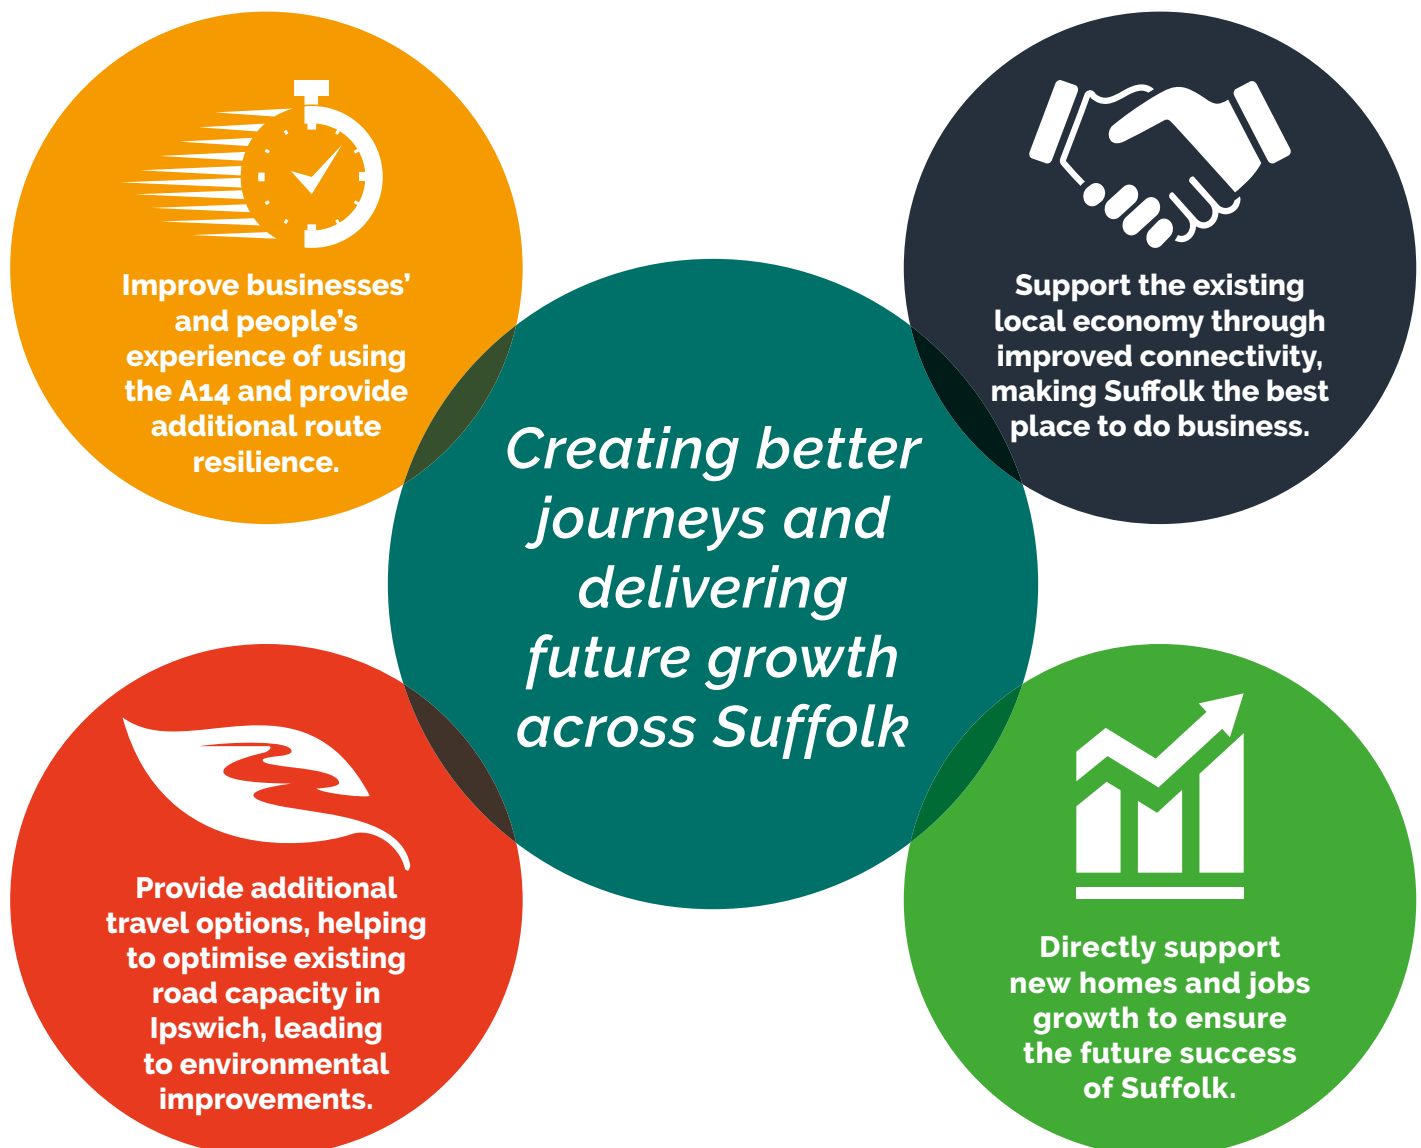 Improve businesses’
and people’s
experience of using
the A14 and provide
additional route
resilience.
Support the existing
local economy through
improved connectivity,
making Suffolk the best
place to do business.
Creating better
journeys and
delivering
future growth
across Suffolk
Provide additional
travel options, helping
to optimise existing
road capacity in
Ipswich, leading
to environmental
improvements.
Directly support
new homes and jobs
growth to ensure
the future success
of Suffolk.